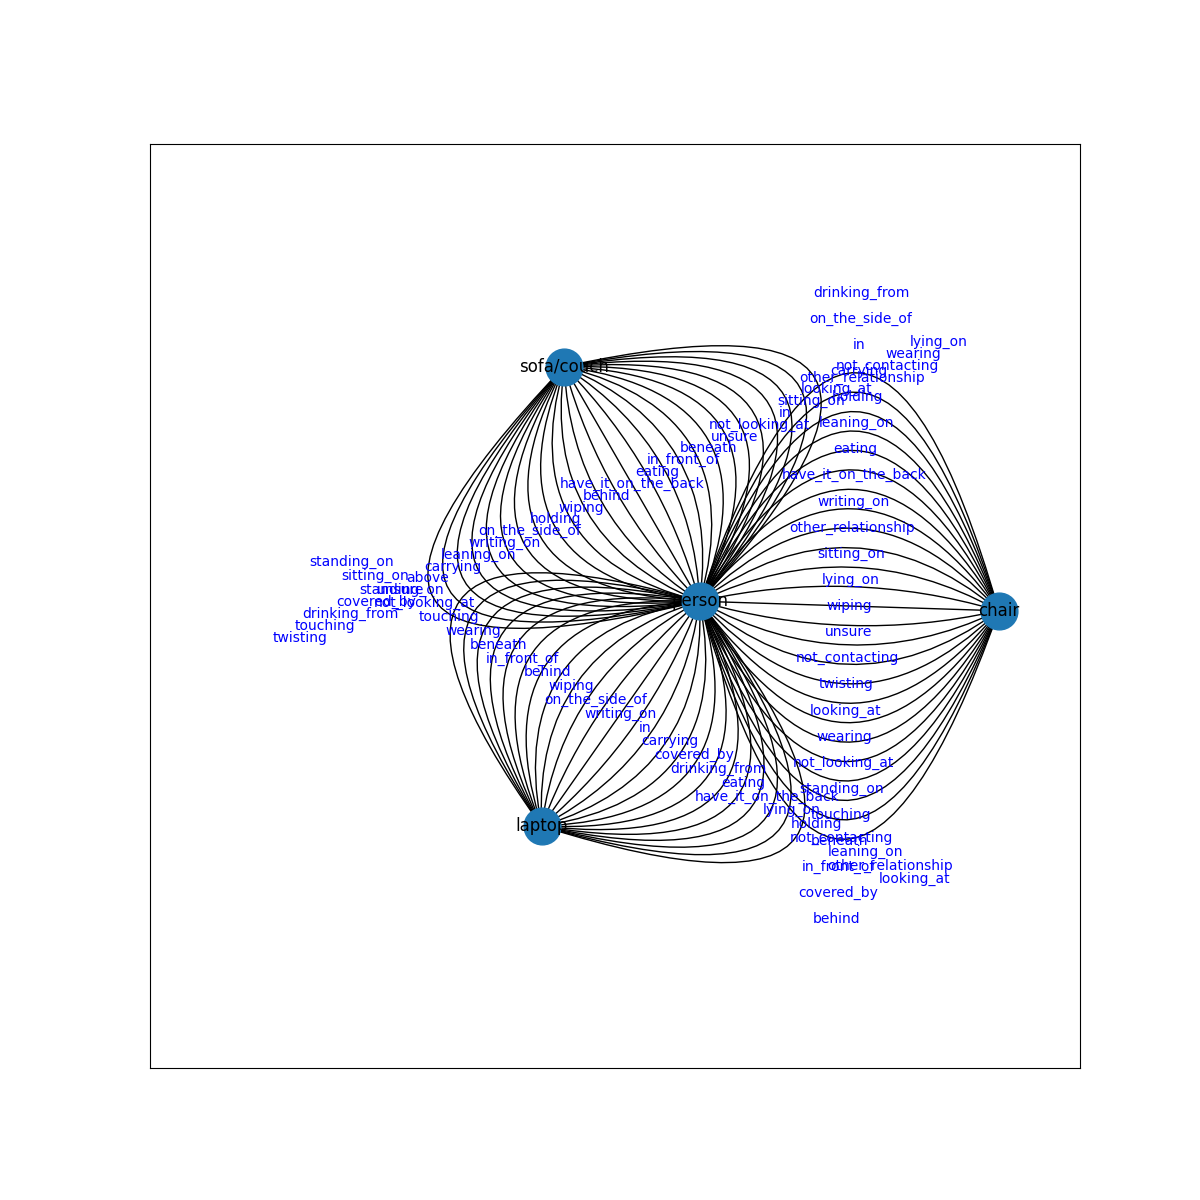 drinking_from
on_the_side_of
in
lying_on
wearing
not_contacting
carrying
other_relationship
looking_at
holding
sitting_on
in
leaning_on
not_looking_at
unsure
beneath
eating
in_front_of
eating
have_it_on_the_back
have_it_on_the_back
behind
writing_on
wiping
holding
other_relationship
on_the_side_of
writing_on
sitting_on
leaning_on
carrying
above
lying_on
standing_on
sitting_on
standing_on
unsure
covered_by
not_looking_at
drinking_from
touching
touching
twisting
wearing
beneath
in_front_of
behind
wiping
on_the_side_of
writing_on
in
carrying
covered_by
drinking_from
eating
have_it_on_the_back
lying_on
holding
not_contacting
leaning_on
other_relationship
looking_at
wiping
unsure
not_contacting
twisting
looking_at
wearing
not_looking_at
standing_on
touching
beneath
in_front_of
covered_by
behind
sofa/couch
person
chair
laptop